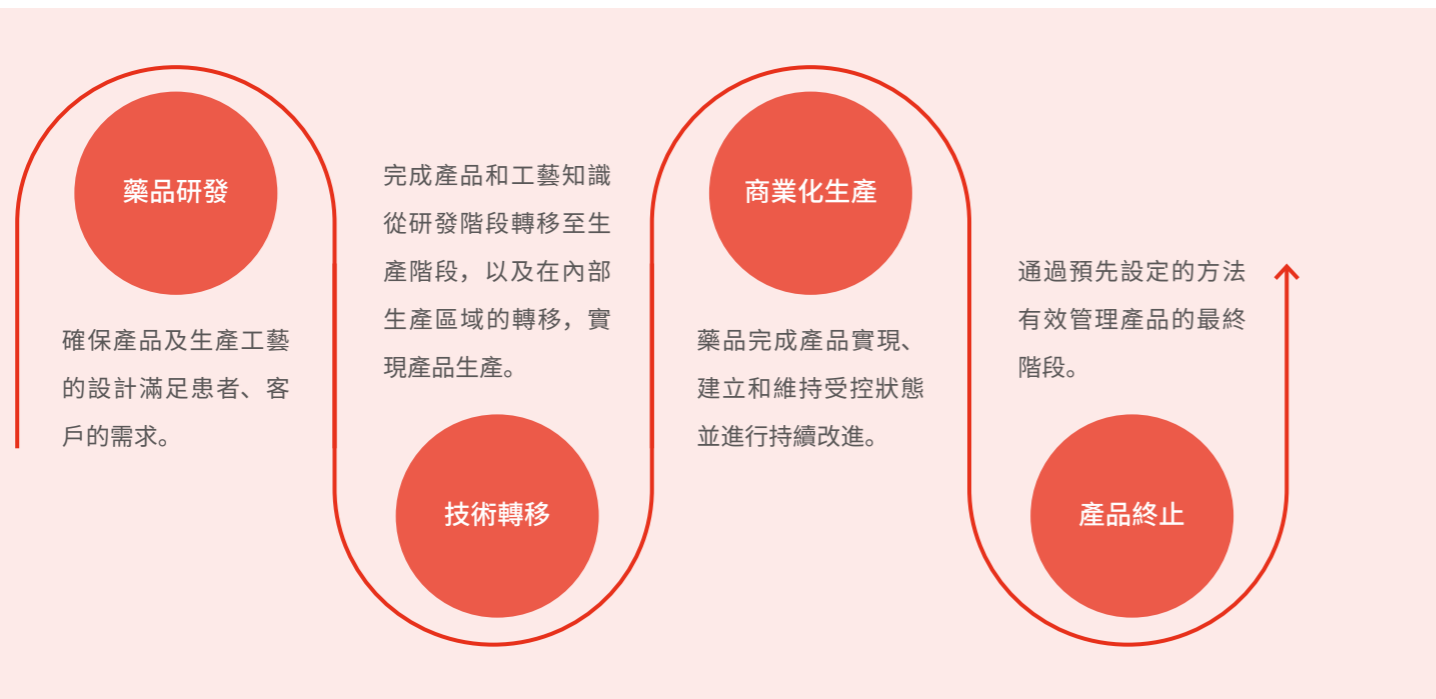 藥品研發
確保產品及生產工藝
的設計滿足患者、客
戶的需求。
完成產品和工藝知識
從研發階段轉移至生
產階段，以及在內部
生產區域的轉移，實
現產品生產。
技術轉移
商業化生產
藥品完成產品實現、
建立和維持受控狀態
並進行持續改進。
通過預先設定的方法
有效管理產品的最終
階段。
產品終止